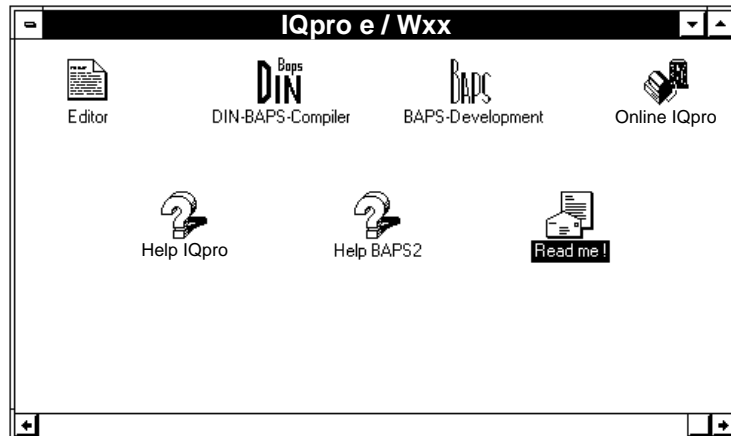 IQpro e / Wxx
Baps
DIN
BAPS
Editor
DIN-BAPS-Compiler
BAPS-Development
Online IQpro
Help IQpro
Help BAPS2
Read me !